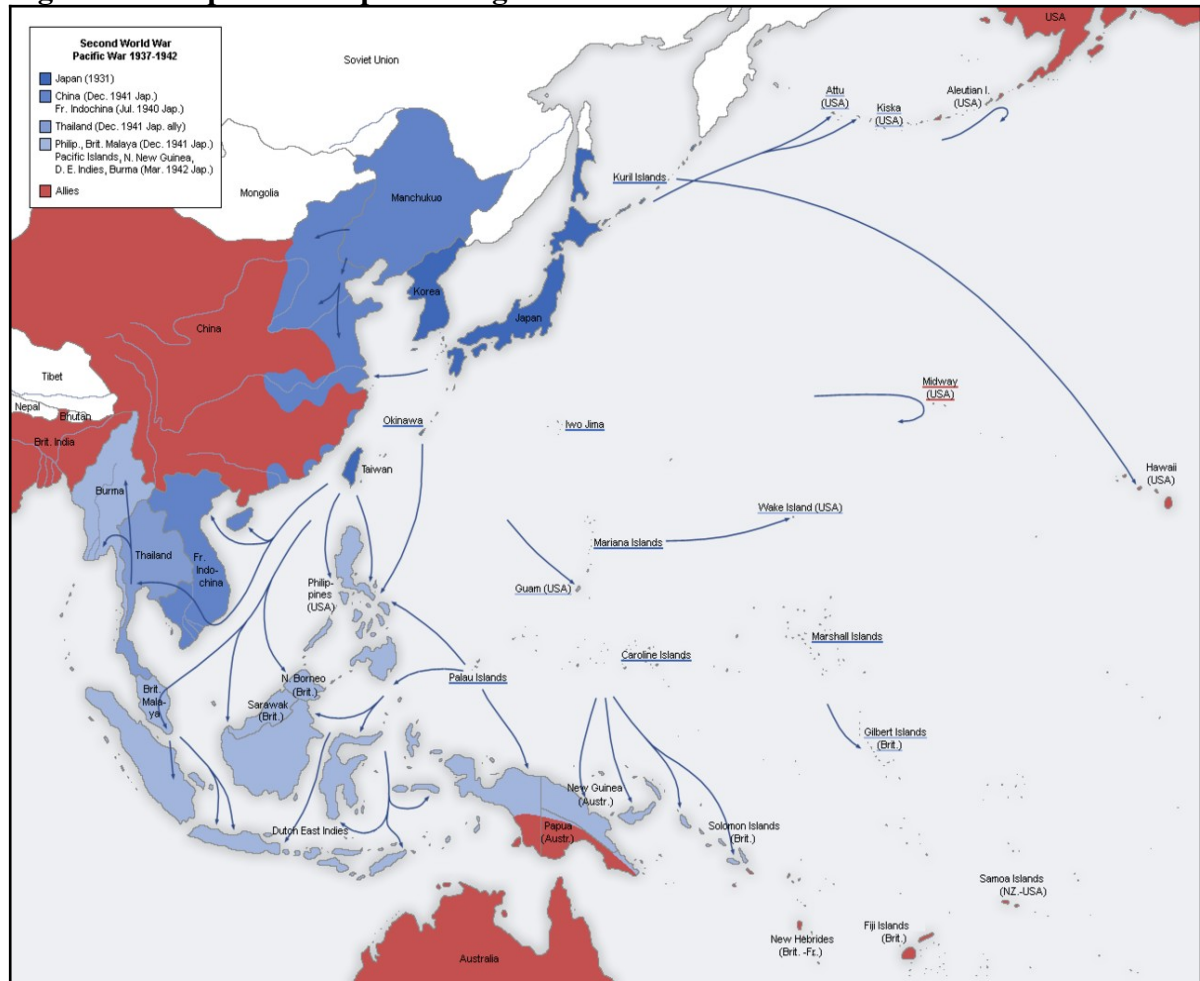 Second World War
Pacific War 1937-1942
Japan (1931)
China (Dec. 1941 Jap.)
Fr. Indochina (Jul. 1940 Jap.)
Thailand (Dec. 1941 Jap. ally)
Philip., Brit. Malaya (Dec. 1941 Jap.)
Pacific Islands, N. New Guinea,
D. E. Indies, Burma (Mar. 1942 Jap.)
Allies
USA
Soviet Union
Attu
(USA)
Kiska
(USA)
Aleutian I.
(USA)
Kuril Islands
Mongolia
Manchukuo
Korea
Japan
China
Tibet
Nepal
Bhutan
Brit. India
Midway
(USA)
Okinawa
Iwo Jima
Taiwan
Hawaii
(USA)
Burma
Wake Island (USA)
Mariana Islands
Thailand
Fr.
Indo-
china
Philip-
pines
(USA)
Guam (USA)
Marshall Islands
Caroline Islands
Palau Islands
N. Borneo
(Brit.)
Brit.
Mala-
ya
Sarawak
(Brit.)
Gilbert Islands
(Brit.)
New Guinea
(Austr.)
Dutch East Indies
Papua
(Austr.)
Solomon Islands
(Brit.)
Samoa Islands
(NZ.-USA)
New Hebrides
(Brit. -Fr.)
Fiji Islands
(Brit.)
Australia